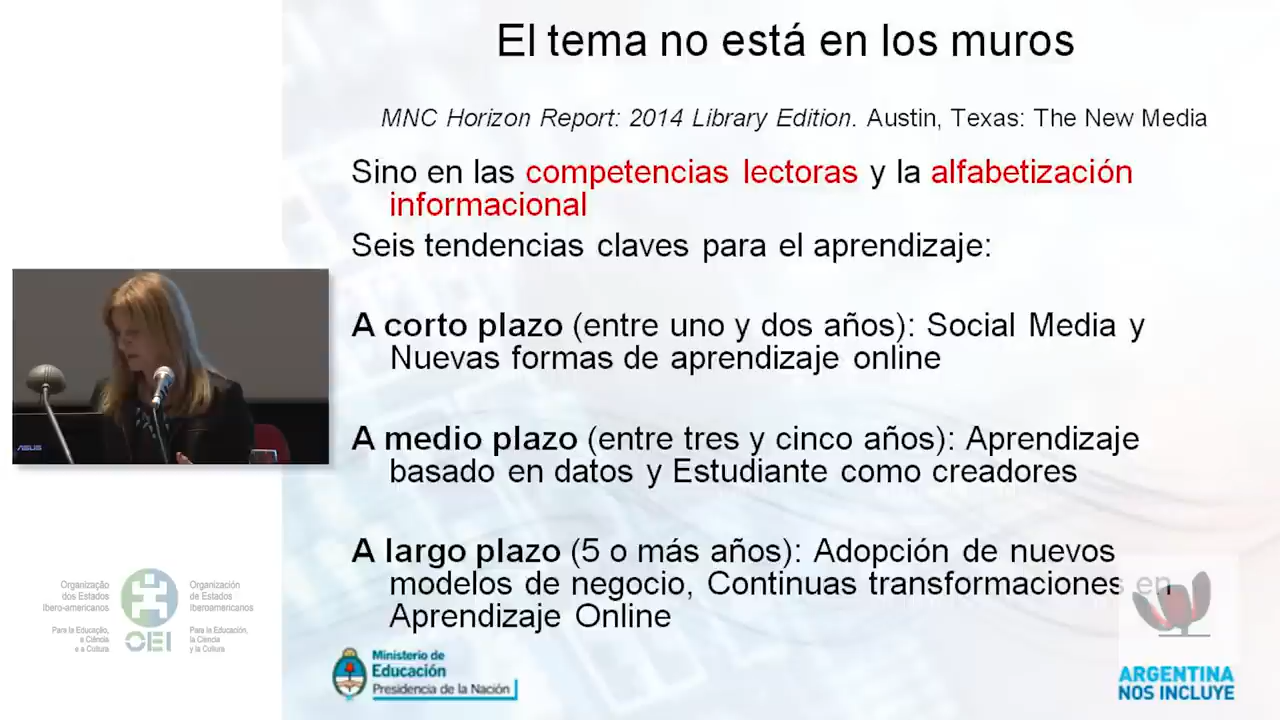 El tema no está en los muros
MNC Horizon Report: 2014 Library Edition. Austin, Texas: The New Media
Sino en las competencias lectoras y la alfabetización
informacional
Seis tendencias claves para el aprendizaje:
A corto plazo (entre uno y dos años): Social Media y
Nuevas formas de aprendizaje online
A medio plazo (entre tres y cinco años): Aprendizaje
basado en datos y Estudiante como creadores
A largo plazo (5 o más años): Adopción de nuevos
modelos de negocio, Continuas transformaciones en
Aprendizaje Online
ASUS
Organização
dos Estados
Ibero-americanos
Para la Educação,
a Ciência
e a Cultura
OEI
Organización
de Estados
Iberoamericanos
Para la Educación,
la Ciencia
y la Cultura
Ministerio de
Educación
Presidencia de la Nación
ARGENTINA
NOS INCLUYE